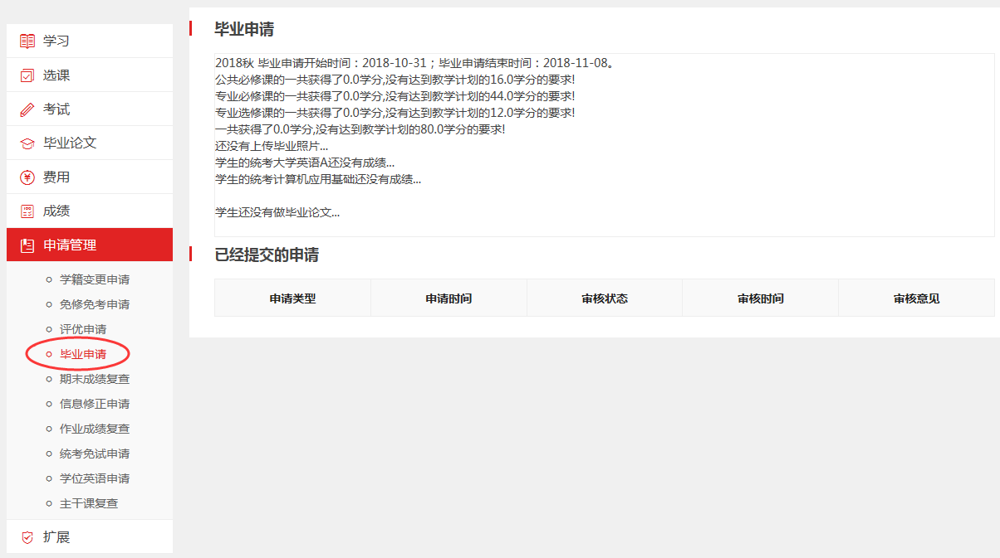 学习
选课
考试
毕业论文
费用
成绩
申请管理
学籍变更申请
免修免考申请
评优申请
毕业申请
期末成绩复查
信息修正申请
作业成绩复查
统考免试申请
学位英语申请
主干课复查
扩展
毕业申请
2018秋 毕业申请开始时间：2018-10-31；毕业申请结束时间：2018-11-08。
公共必修课的一共获得了0.0学分,没有达到教学计划的16.0学分的要求!
专业必修课的一共获得了0.0学分,没有达到教学计划的44.0学分的要求!
专业选修课的一共获得了0.0学分,没有达到教学计划的12.0学分的要求!
一共获得了0.0学分,没有达到教学计划的80.0学分的要求!
还没有上传毕业照片...
学生的统考大学英语A还没有成绩...
学生的统考计算机应用基础还没有成绩...
学生还没有做毕业论文...
已经提交的申请
申请类型 申请时间 审核状态 审核时间 审核意见